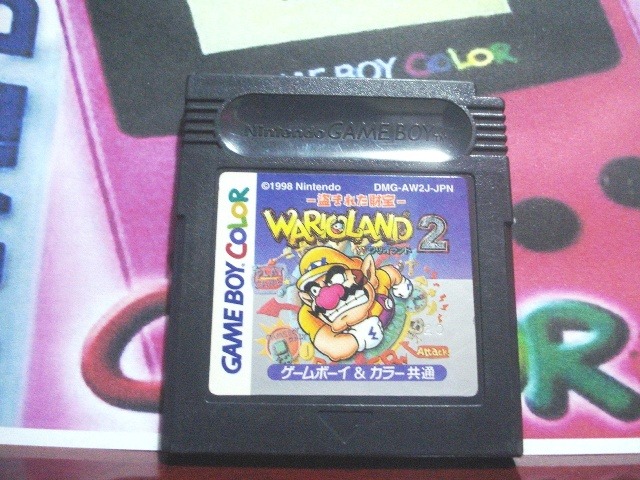 GAME BOY COLOR
Nintendo GAME BOY TM
©1998 Nintendo DMG-AW2J-JPN
GAME BOY COLOR
-盗まれた財宝-
WARIOLAND 2
ワリオランド
Attack
ゲームボーイ & カラー共通